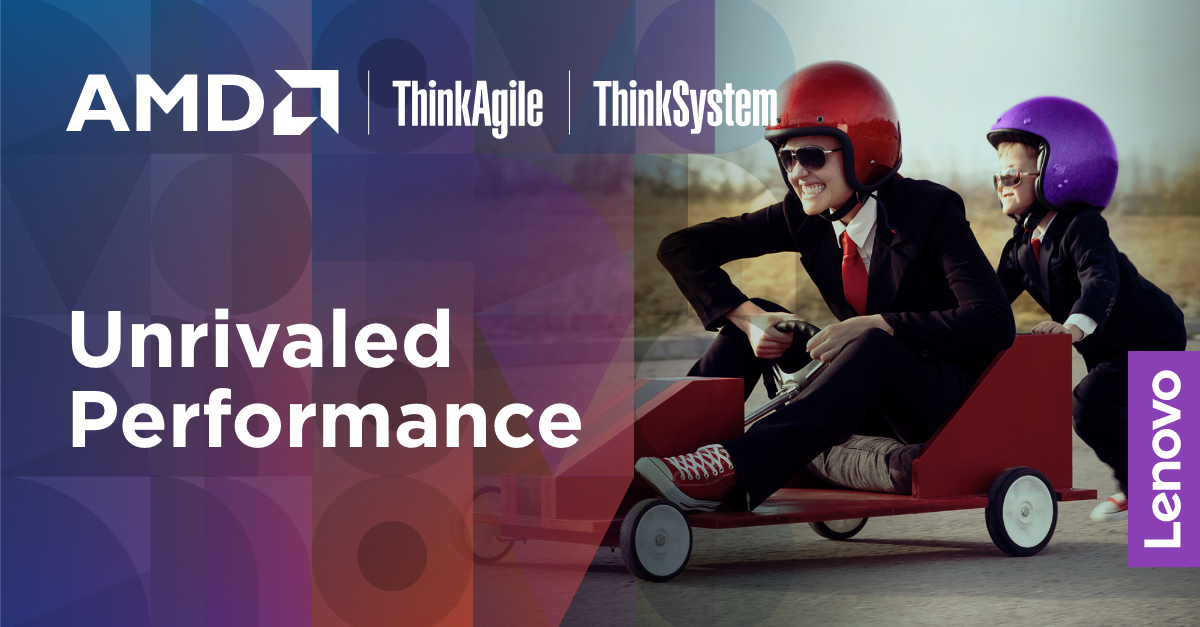 AMD | ThinkAgile | ThinkSystem
Unrivaled
Performance
Lenovo